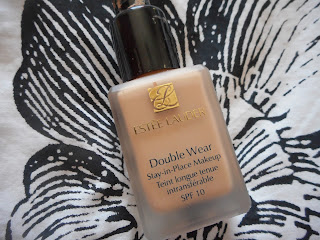 ESTĒE LAUDER
Double Wear
Stay-in-Place Makeup
Teint longue tenue
intransférable
SPF 10